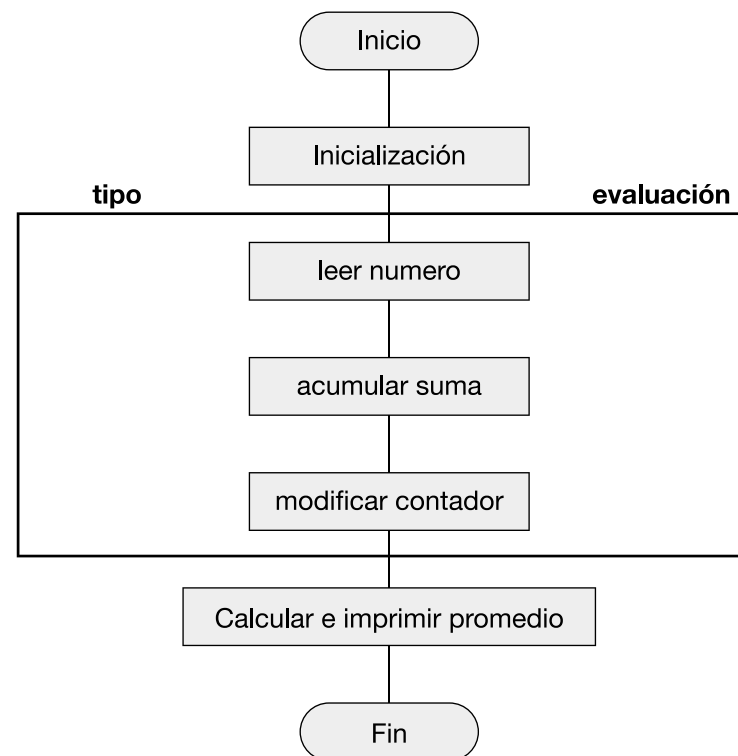 Inicio
Inicialización
tipo
evaluación
leer numero
acumular suma
modificar contador
Calcular e imprimir promedio
Fin